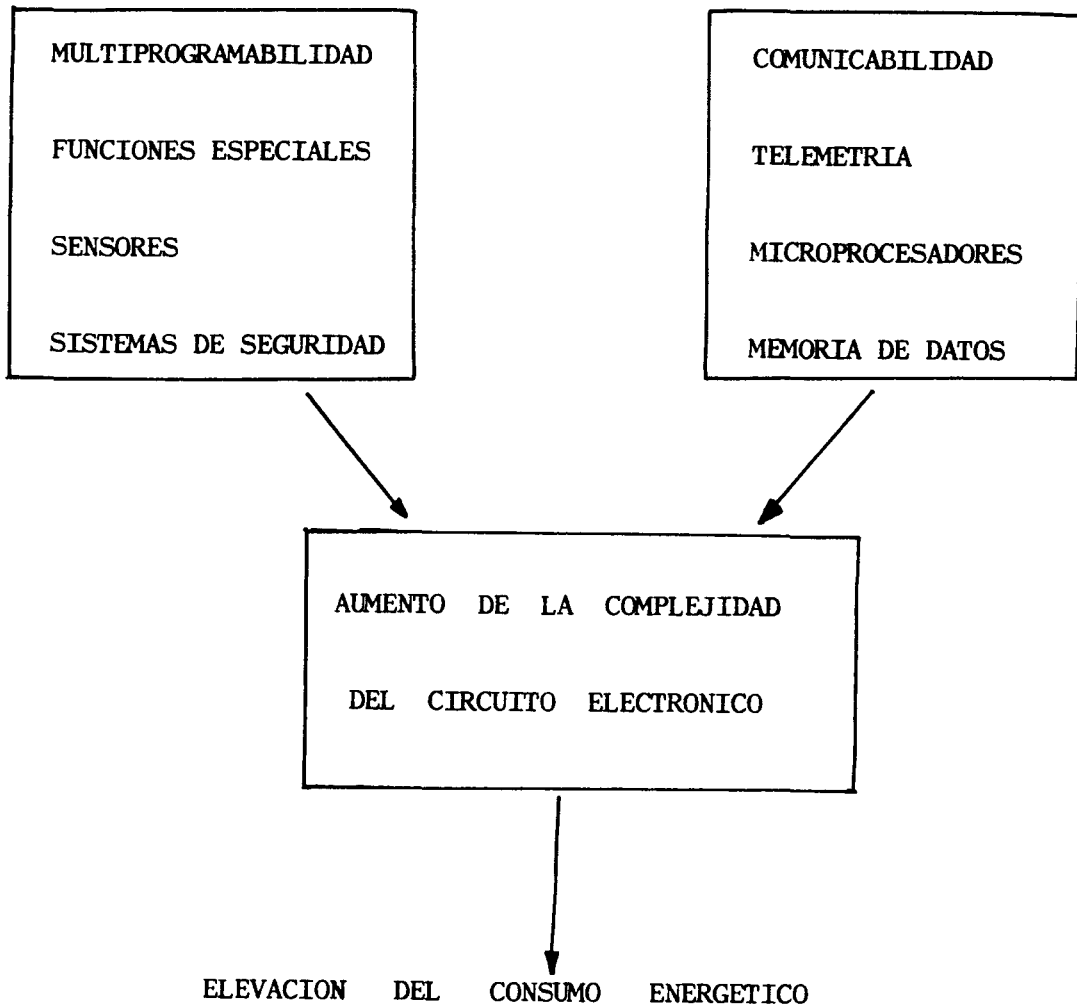 MULTIPROGRAMABILIDAD
FUNCIONES ESPECIALES
SENSORES
SISTEMAS DE SEGURIDAD
COMUNICABILIDAD
TELEMETRIA
MICROPROCESADORES
MEMORIA DE DATOS
AUMENTO DE LA COMPLEJIDAD
DEL CIRCUITO ELECTRONICO
ELEVACION DEL CONSUMO ENERGETICO